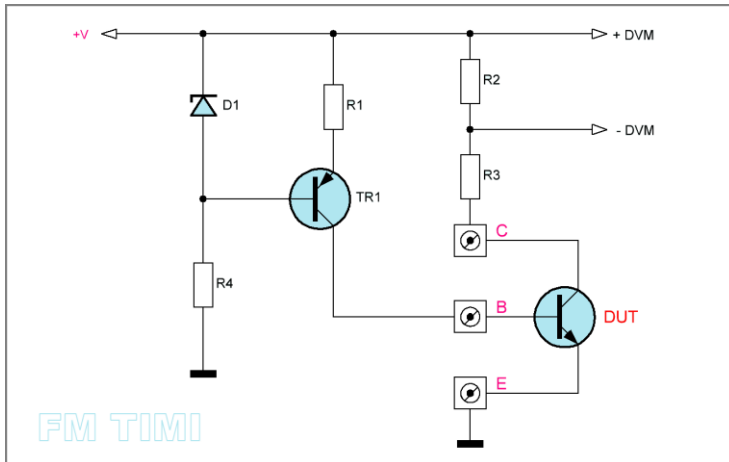 +V
+ DVM
D1
R1
R2
- DVM
R3
TR1
C
R4
B
DUT
E
FM TIMI